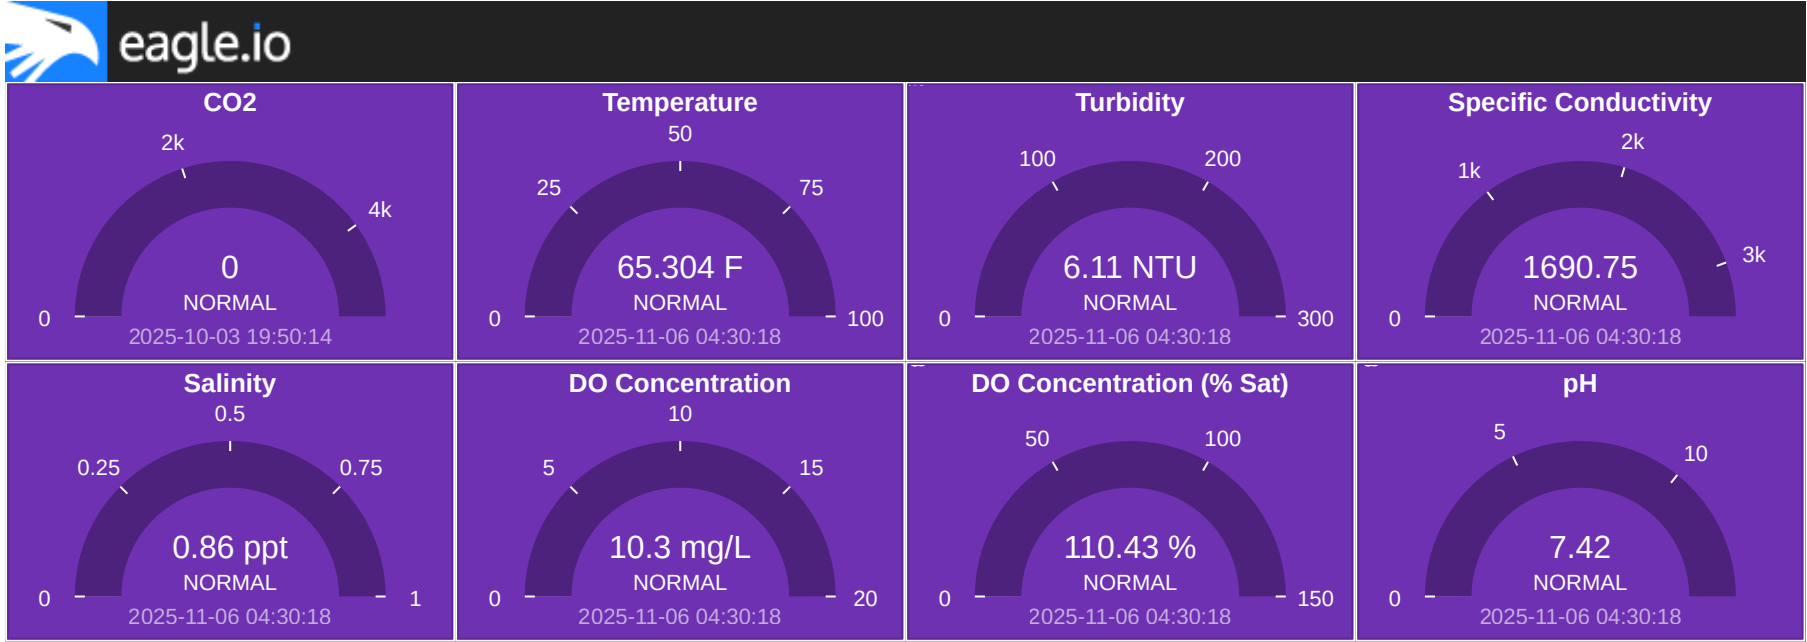 eagle.io
CO2
2k
4k
0
0
NORMAL
2025-10-03 19:50:14
Temperature
50
25
75
65.304 F
NORMAL
0
100
2025-11-06 04:30:18
Turbidity
100
200
6.11 NTU
NORMAL
0
300
2025-11-06 04:30:18
Specific Conductivity
2k
1k
3k
1690.75
NORMAL
0
2025-11-06 04:30:18
Salinity
0.5
0.25
0.75
0.86 ppt
NORMAL
0
1
2025-11-06 04:30:18
DO Concentration
10
5
15
10.3 mg/L
NORMAL
0
20
2025-11-06 04:30:18
DO Concentration (% Sat)
50
100
110.43 %
NORMAL
0
150
2025-11-06 04:30:18
pH
5
10
7.42
NORMAL
0
2025-11-06 04:30:18